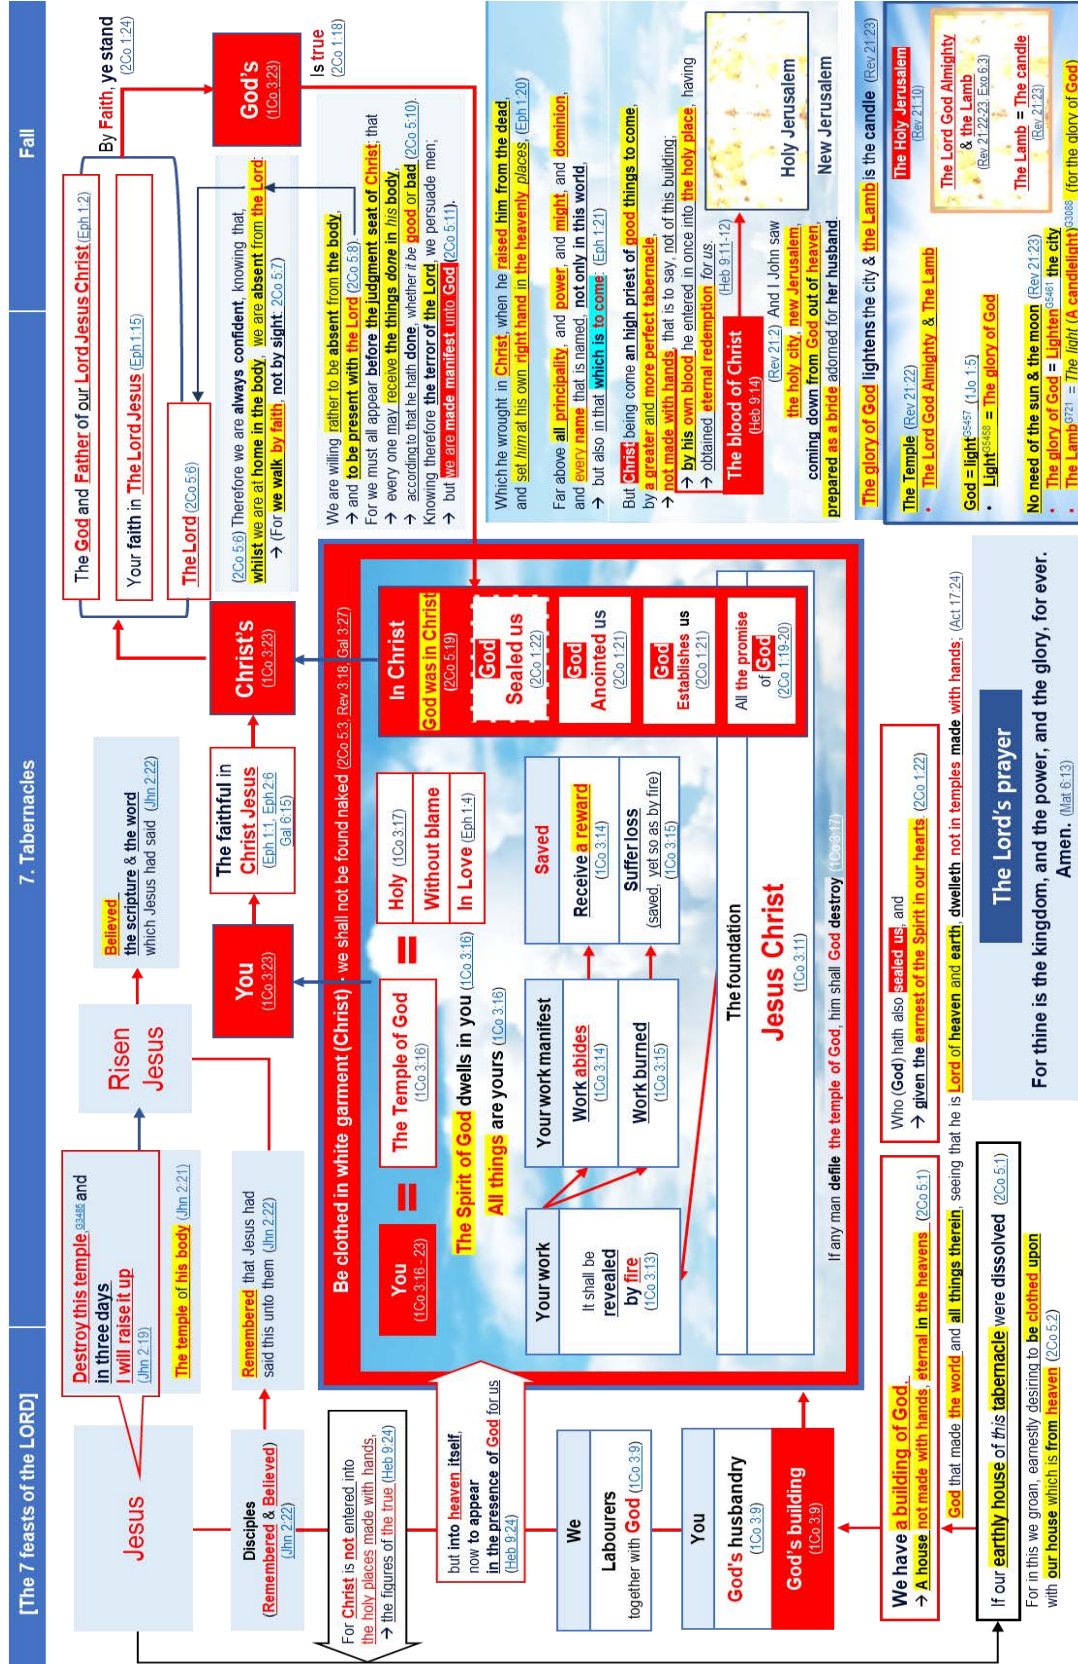 [The 7 feasts of the LORD]
7. Tabernacles
Fall
Jesus
Destroy this temple,G3485 and
in three days
I will raise it up
(Jhn 2:19)
The temple of his body (Jhn 2:21)
Risen
Jesus
Believed
the scripture & the word
which Jesus had said (Jhn 2:22)
Disciples
(Remembered & Believed)
(Jhn 2:22)
Remembered that Jesus had
said this unto them (Jhn 2:22)
You
(1Co 3:23)
The faithful in
Christ Jesus
(Eph 1:1, Eph 2:6
Gal 6:15)
Christ's
(1Co 3:23)
The God and Father of our Lord Jesus Christ (Eph 1:2)
Your faith in The Lord Jesus (Eph 1:15)
The Lord (2Co 5:6)
By Faith, ye stand
(2Co 1:24)
God's
(1Co 3:23)
Is true
(2Co 1:18)
(2Co 5:6) Therefore we are always confident, knowing that,
whilst we are at home in the body, we are absent from the Lord:
→ (For we walk by faith, not by sight: 2Co 5:7)
We are willing rather to be absent from the body,
→ and to be present with the Lord (2Co 5:8).
For we must all appear before the judgment seat of Christ; that
→ every one may receive the things done in his body,
→ according to that he hath done, whether it be good or bad (2Co 5:10).
Knowing therefore the terror of the Lord, we persuade men;
→ but we are made manifest unto God (2Co 5:11).
For Christ is not entered into
the holy places made with hands,
→ the figures of the true (Heb 9:24)
but into heaven itself,
now to appear
in the presence of God for us
(Heb 9:24)
We
Labourers
together with God (1Co 3:9)
You
God's husbandry
(1Co 3:9)
God's building
(1Co 3:9)
Be clothed in white garment (Christ) - we shall not be found naked (2Co 5:3, Rev 3:18, Gal 3:27)
You
(1Co 3:16 - 23)
=
The Temple of God
(1Co 3:16)
=
Holy (1Co 3:17)
Without blame
In Love (Eph 1:4)
The Spirit of God dwells in you (1Co 3:16)
All things are yours (1Co 3:16)
Your work
It shall be
revealed
by fire
(1Co 3:13)
Your work manifest
Work abides
(1Co 3:14)
Work burned
(1Co 3:15)
Saved
Receive a reward
(1Co 3:14)
Suffer loss
(saved, yet so as by fire)
(1Co 3:15)
The foundation
Jesus Christ
(1Co 3:11)
If any man defile the temple of God, him shall God destroy (1Co 3:17)
In Christ
God was in Christ
(2Co 5:19)
God
Sealed us
(2Co 1:22)
God
Anointed us
(2Co 1:21)
God
Establishes us
(2Co 1:21)
All the promise
of God
(2Co 1:19-20)
Which he wrought in Christ, when he raised him from the dead,
and set him at his own right hand in the heavenly places, (Eph 1:20)
Far above all principality, and power, and might, and dominion,
and every name that is named, not only in this world,
→ but also in that which is to come: (Eph 1:21)
But Christ being come an high priest of good things to come,
by a greater and more perfect tabernacle,
→ not made with hands, that is to say, not of this building;
→ by his own blood he entered in once into the holy place, having
→ obtained eternal redemption for us.
(Heb 9:11-12)
The blood of Christ
(Heb 9:14)
Holy Jerusalem
New Jerusalem
(Rev 21:2) And I John saw
the holy city, new Jerusalem,
coming down from God out of heaven,
prepared as a bride adorned for her husband.
We have a building of God,
→ A house not made with hands, eternal in the heavens (2Co 5:1)
Who (God) hath also sealed us, and
→ given the earnest of the Spirit in our hearts. (2Co 1:22)
God that made the world and all things therein, seeing that he is Lord of heaven and earth, dwelleth not in temples made with hands; (Act 17:24)
If our earthly house of this tabernacle were dissolved (2Co 5:1)
For in this we groan, earnestly desiring to be clothed upon
with our house which is from heaven (2Co 5:2)
The Lord's prayer
For thine is the kingdom, and the power, and the glory, for ever.
Amen. (Mat 6:13)
The glory of God lightens the city & the Lamb is the candle (Rev 21:23)
The Temple (Rev 21:22)
• The Lord God Almighty & The Lamb
God = lightG5457 (1Jo 1:5)
• LightG5458 = The glory of God
No need of the sun & the moon (Rev 21:23)
• The glory of God = LightenG5461 the city
• The LambG721 = The light (A candlelight)G3088 (for the glory of God)
The Holy Jerusalem
(Rev 21:10)
The Lord God Almighty
& the Lamb
(Rev 21:22-23, Exo 6:3)
The Lamb = The candle
(Rev 21:23)